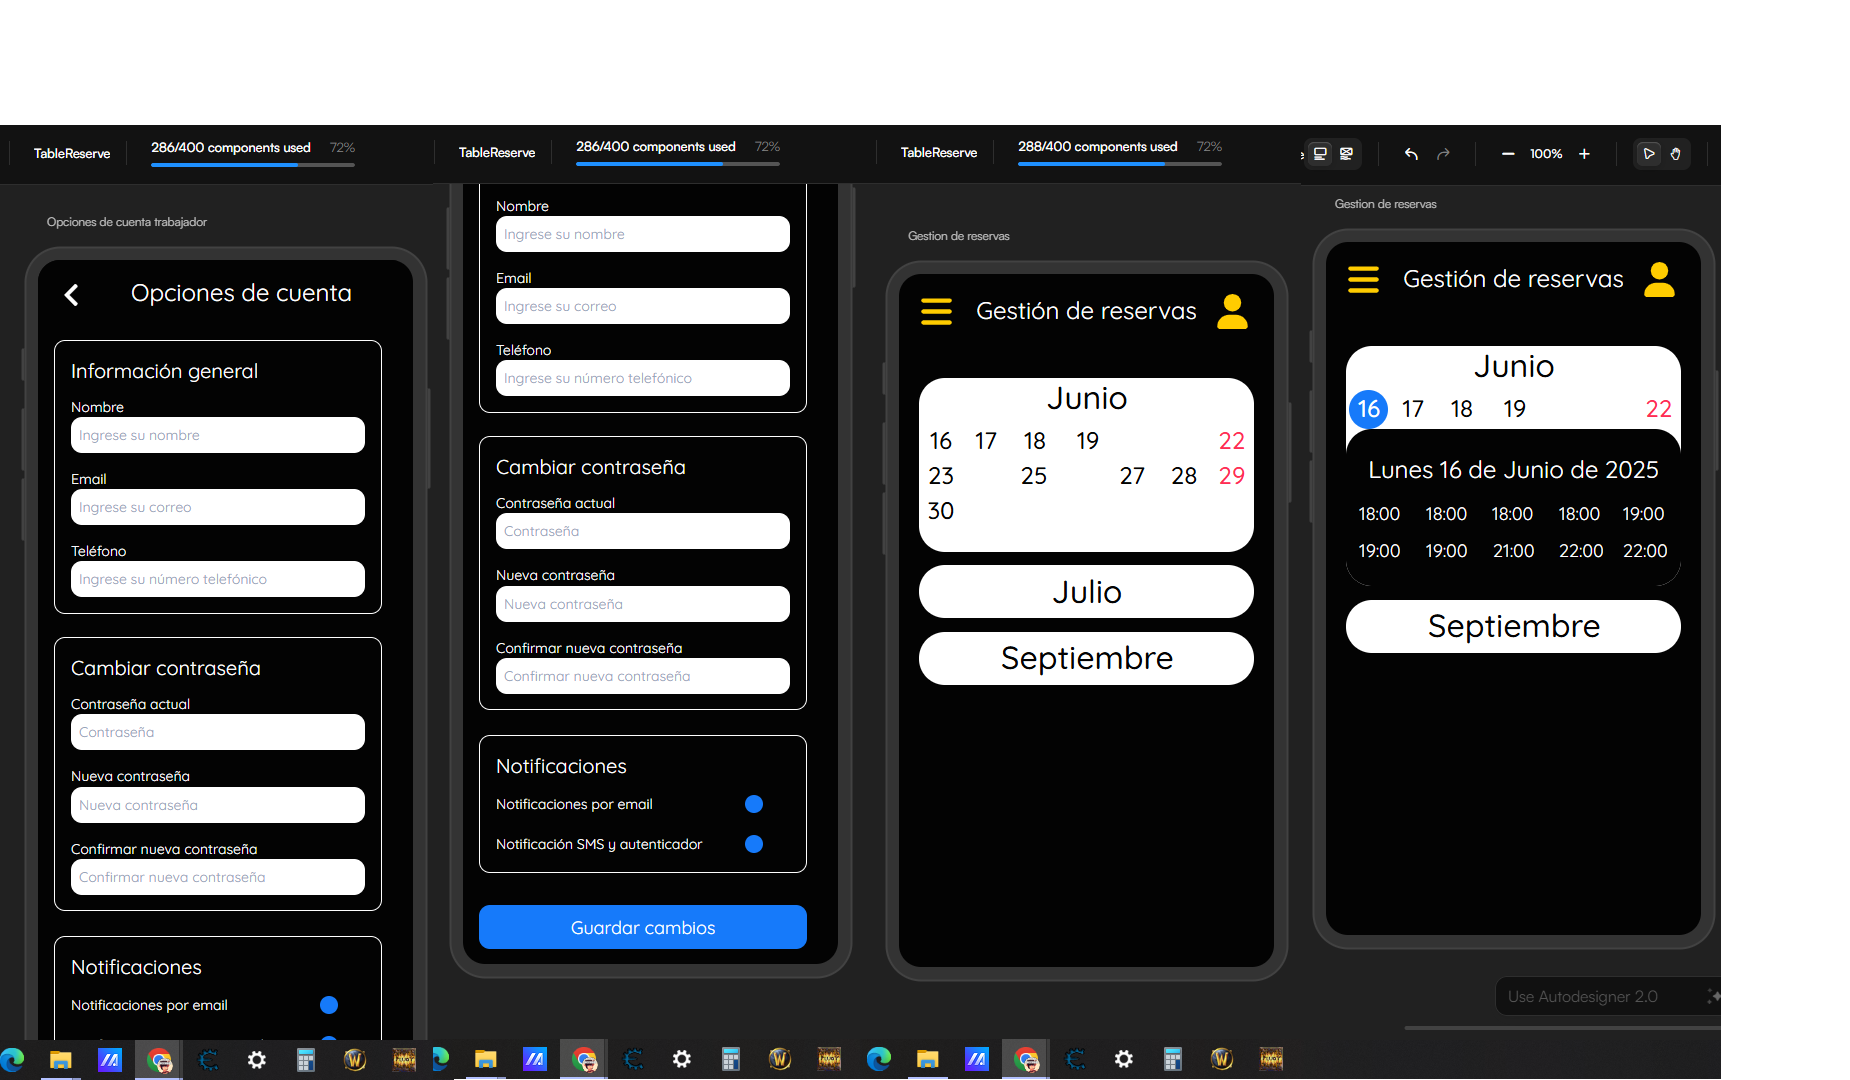 TableReserve
286/400 components used 72%
Opciones de cuenta trabajador
Opciones de cuenta
Información general
Nombre
Ingrese su nombre
Email
Ingrese su correo
Teléfono
Ingrese su número telefónico
Cambiar contraseña
Contraseña actual
Contraseña
Nueva contraseña
Nueva contraseña
Confirmar nueva contraseña
Confirmar nueva contraseña
Notificaciones
Notificaciones por email
TableReserve
286/400 components used 72%
Nombre
Ingrese su nombre
Email
Ingrese su correo
Teléfono
Ingrese su número telefónico
Cambiar contraseña
Contraseña actual
Contraseña
Nueva contraseña
Nueva contraseña
Confirmar nueva contraseña
Confirmar nueva contraseña
Notificaciones
Notificaciones por email
Notificación SMS y autenticador
Guardar cambios
TableReserve
288/400 components used 72%
Gestion de reservas
Gestión de reservas
Junio
16 17 18 19 22
23 25 27 28 29
30
Julio
Septiembre
100%
Gestion de reservas
Gestión de reservas
Junio
16 17 18 19 22
Lunes 16 de Junio de 2025
18:00 18:00 18:00 18:00 19:00
19:00 19:00 21:00 22:00 22:00
Septiembre
Use Autodesigner 2.0